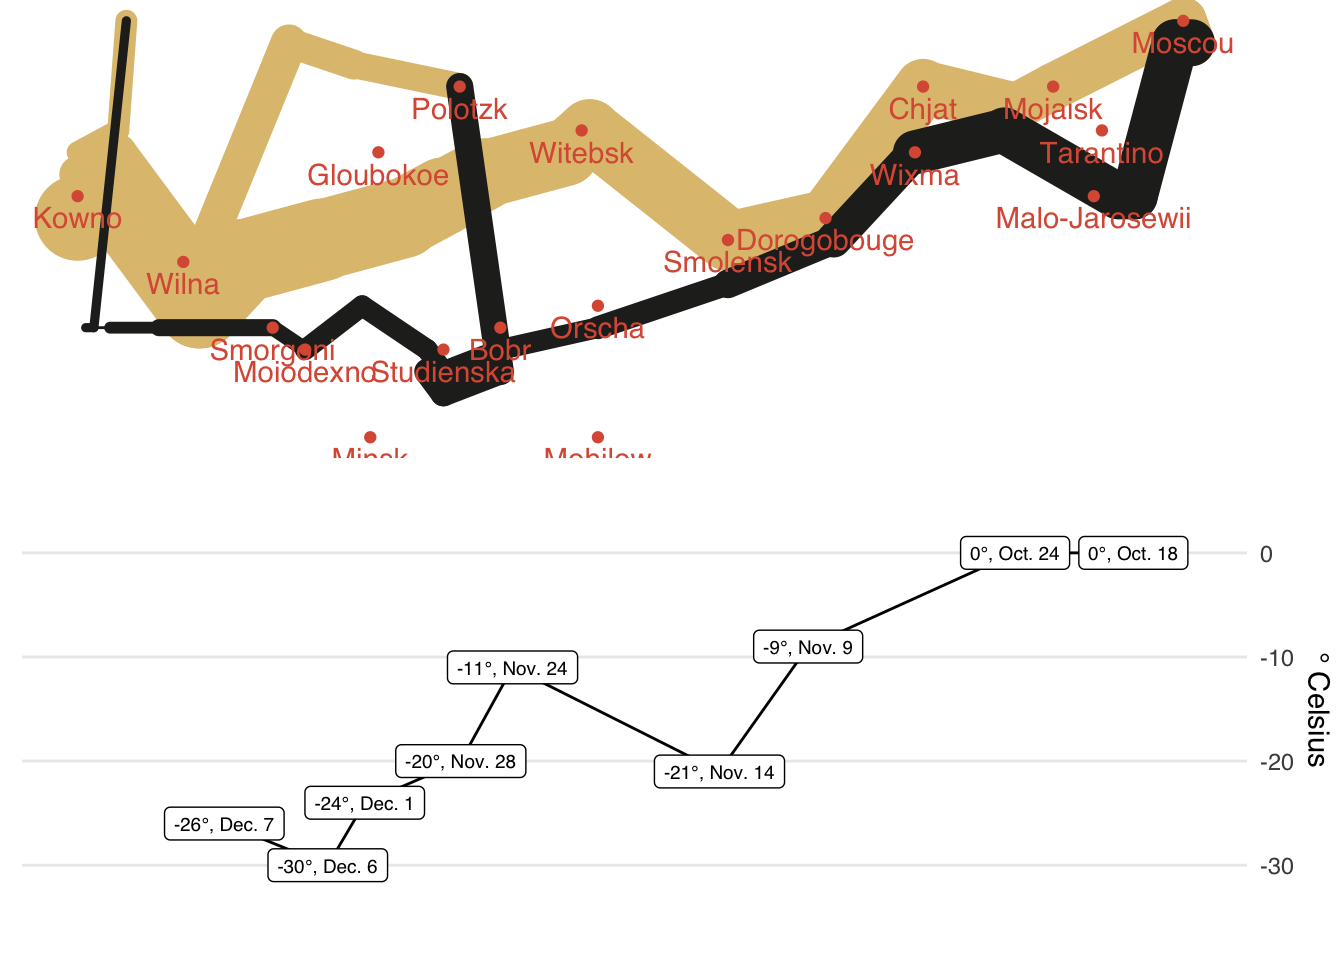 Moscou
Polotzk
Chjat
Mojaisk
Witebsk
Tarantino
Gloubokoe
Wixma
Kowno
Malo-Jarosewii
Dorogobouge
Smolensk
Wilna
Orscha
Smorgoni
Bobr
Moiodexno
Studienska
Minsk
Mohilow
0°, Oct. 24
0°, Oct. 18
0
-9°, Nov. 9
-10
-11°, Nov. 24
° Celsius
-20°, Nov. 28
-20
-21°, Nov. 14
-24°, Dec. 1
-26°, Dec. 7
-30°, Dec. 6
-30